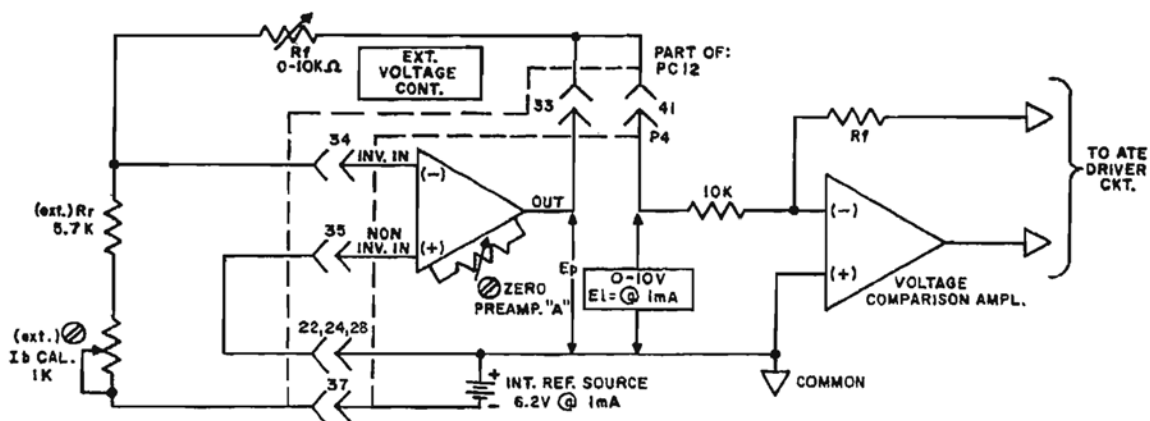 Rf
0-10KΩ
EXT.
VOLTAGE
CONT.
PART OF:
PC12
33
41
P4
34
INV. IN
(-)
OUT
(ext.) Rr
5.7K
35
NON
INV. IN
(+)
ZERO
PREAMP. "A"
Ep
0-10V
E1= @ 1mA
10K
Rf
(-)
(+)
VOLTAGE
COMPARISON AMPL.
TO ATE
DRIVER
CKT.
(ext.)
Ib CAL.
1K
22,24,28
37
+
-
INT. REF. SOURCE
6.2V @ 1mA
COMMON